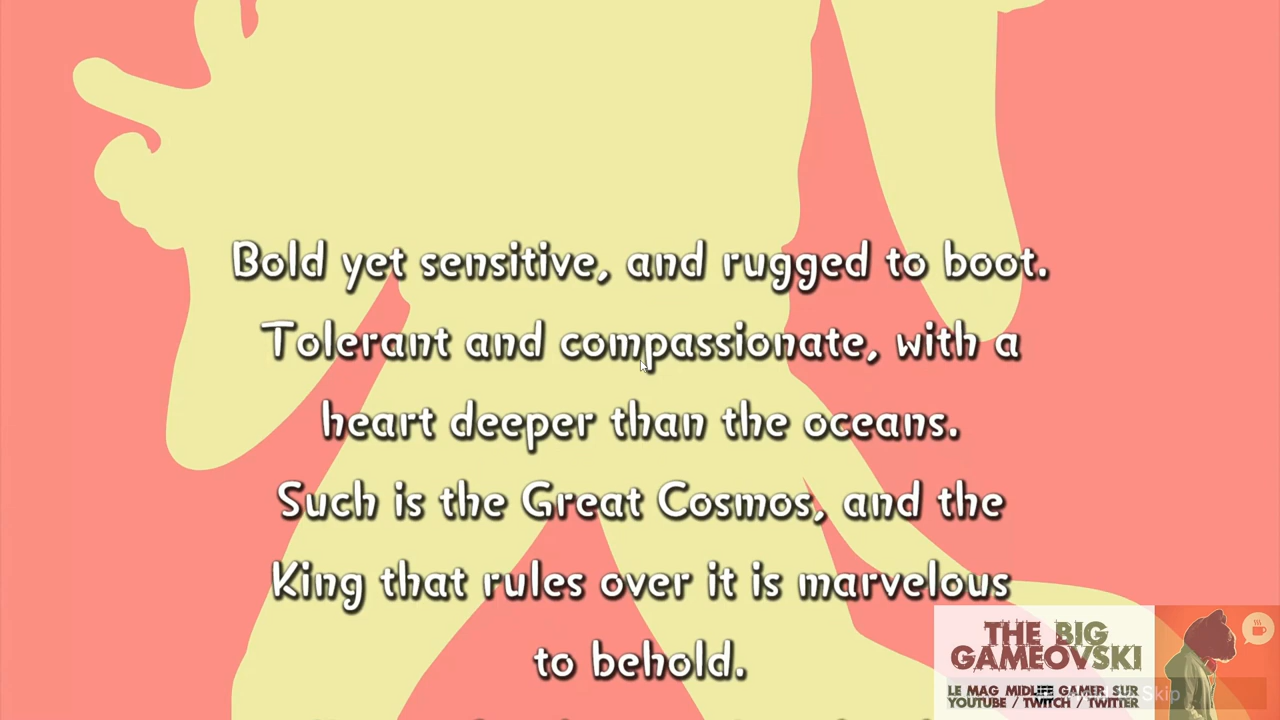 Bold yet sensitive, and rugged to boot.
Tolerant and compassionate, with a
heart deeper than the oceans.
Such is the Great Cosmos, and the
King that rules over it is marvelous
to behold.
THE BIG
GAMEOVSKI
LE MAG MIDLIFE GAMER SUR
YOUTUBE / TWITCH / TWITTER
Skip